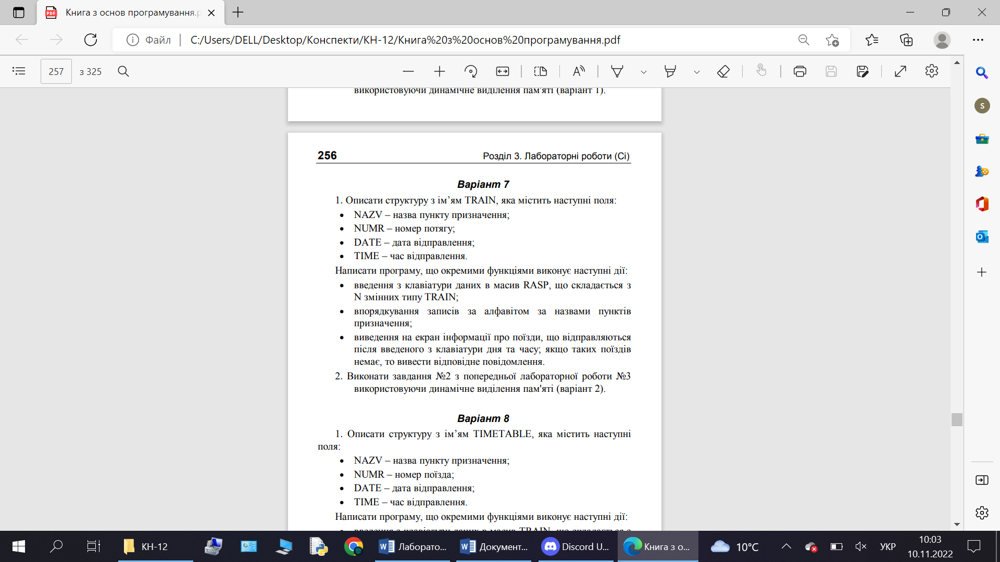 Книга з основ програмування.р
Файл
C:/Users/DELL/Desktop/Конспекти/КН-12/Книга%20з%20основ%20програмування.pdf
257
з 325
використовуючи динамічне виділення пам'яті (варіант 1).
256
Розділ 3. Лабораторні роботи (Сі)
Варіант 7
1. Описати структуру з ім’ям TRAIN, яка містить наступні поля:
• NAZV – назва пункту призначення;
• NUMR – номер потягу;
• DATE – дата відправлення;
• TIME – час відправлення.
Написати програму, що окремими функціями виконує наступні дії:
• введення з клавіатури даних в масив RASP, що складається з
N змінних типу TRAIN;
• впорядкування записів за алфавітом за назвами пунктів
призначення;
• виведення на екран інформації про поїзди, що відправляються
після введеного з клавіатури дня та часу; якщо таких поїздів
немає, то вивести відповідне повідомлення.
2. Виконати завдання №2 з попередньої лабораторної роботи №3
використовуючи динамічне виділення пам'яті (варіант 2).
Варіант 8
1. Описати структуру з ім’ям TIMETABLE, яка містить наступні
поля:
• NAZV – назва пункту призначення;
• NUMR – номер поїзда;
• DATE – дата відправлення;
• TIME – час відправлення.
Написати програму, що окремими функціями виконує наступні дії:
• введення з клавіатури даних в масив TRAIN, що складається з
S
КН-12
Лаборато...
Документ...
Discord U...
Книга з о...
10°C
УКР
10:03
10.11.2022